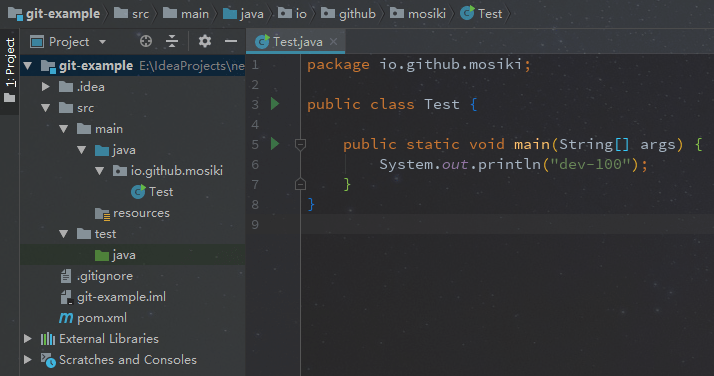 git-example src main java io github mosiki Test
1: Project
Project
git-example E:\IdeaProjects\ne
.idea
src
main
java
io.github.mosiki
Test
resources
test
java
.gitignore
git-example.iml
pom.xml
External Libraries
Scratches and Consoles
Test.java
1 package io.github.mosiki;
2
3 public class Test {
4
5 public static void main(String[] args) {
6 System.out.println("dev-100");
7 }
8 }
9